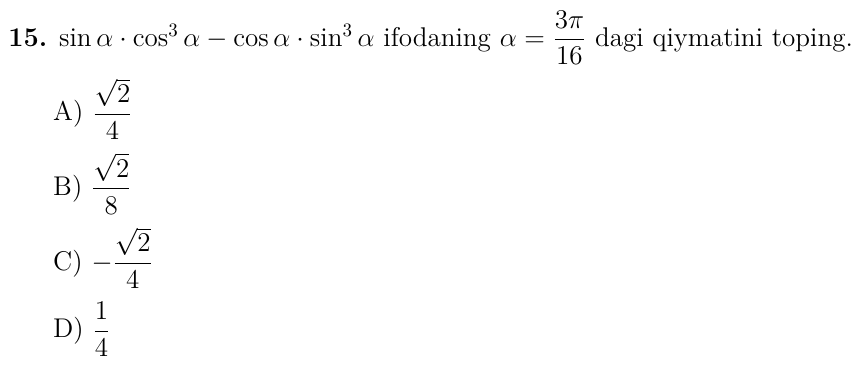 15. sin α · cos³ α − cos α · sin³ α ifodaning α = 3π/16 dagi qiymatini toping.
A) √2/4
B) √2/8
C) −√2/4
D) 1/4